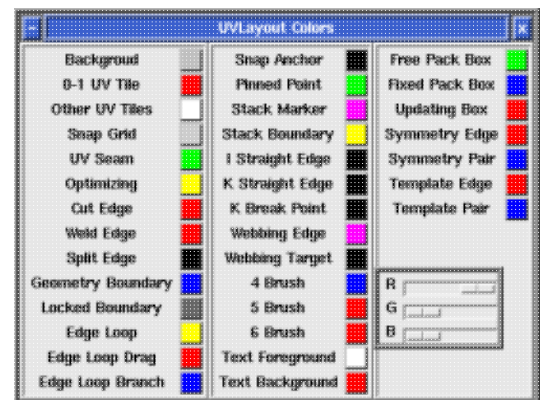 UVLayout Colors
Backgroud
0-1 UV Tile
Other UV Tiles
Snap Grid
UV Seam
Optimizing
Cut Edge
Weld Edge
Split Edge
Geometry Boundary
Locked Boundary
Edge Loop
Edge Loop Drag
Edge Loop Branch
Snap Anchor
Pinned Point
Stack Marker
Stack Boundary
I Straight Edge
K Straight Edge
K Break Point
Webbing Edge
Webbing Target
4 Brush
5 Brush
6 Brush
Text Foreground
Text Background
Free Pack Box
Fixed Pack Box
Updating Box
Symmetry Edge
Symmetry Pair
Template Edge
Template Pair
R
G
B